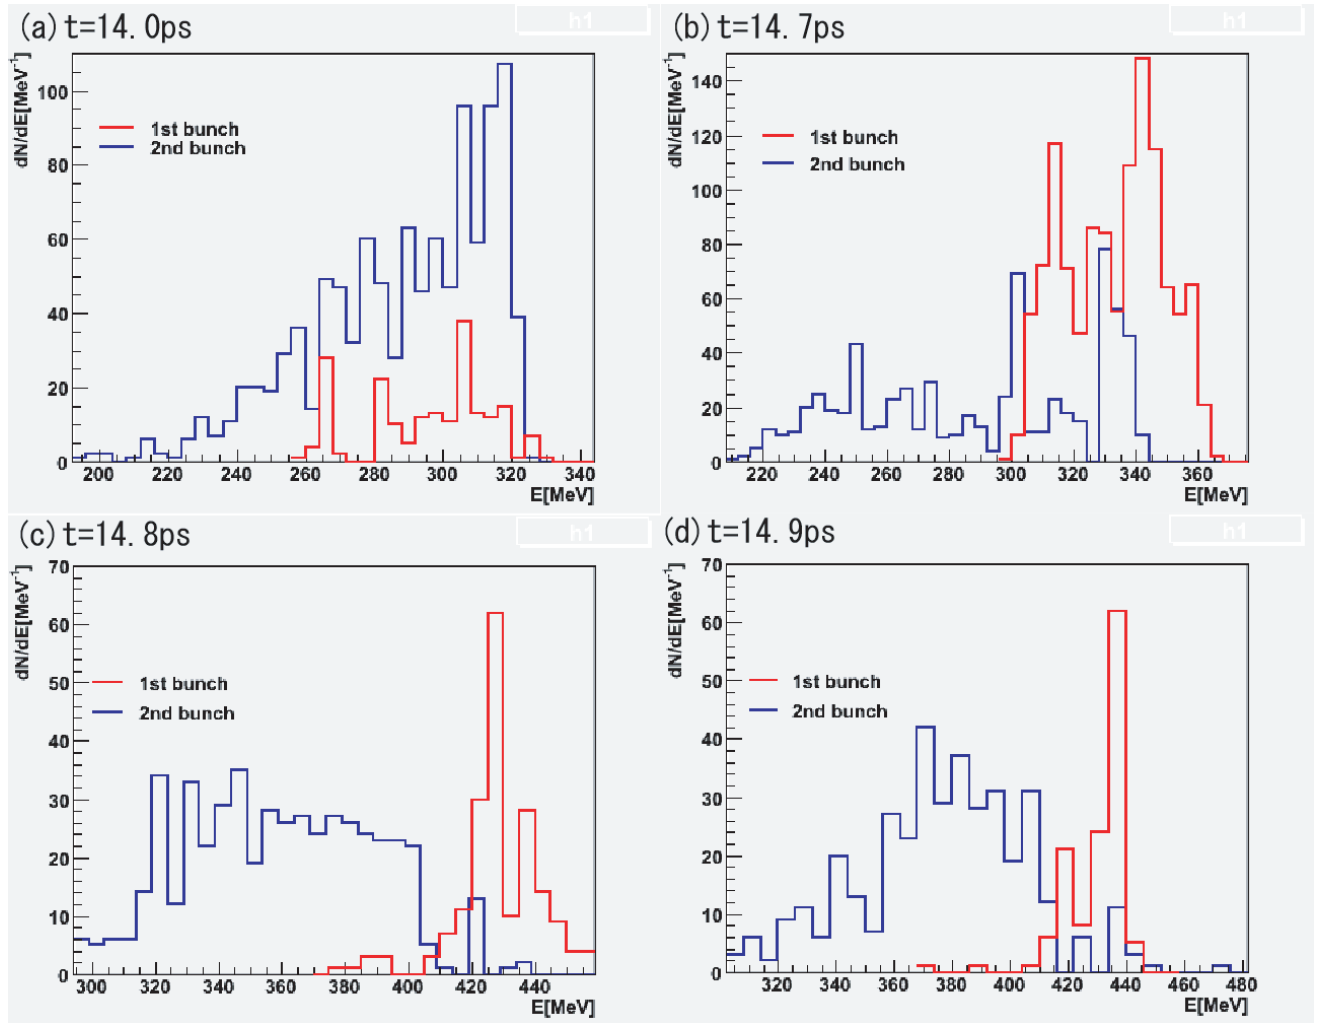 (a) t=14.0ps
h1
dN/dE[MeV⁻¹]
100
80
60
40
20
0
1st bunch
2nd bunch
200 220 240 260 280 300 320 340
E[MeV]
(b) t=14.7ps
h1
dN/dE[MeV⁻¹]
140
120
100
80
60
40
20
0
1st bunch
2nd bunch
220 240 260 280 300 320 340 360
E[MeV]
(c) t=14.8ps
h1
dN/dE[MeV⁻¹]
70
60
50
40
30
20
10
0
1st bunch
2nd bunch
300 320 340 360 380 400 420 440
E[MeV]
(d) t=14.9ps
h1
dN/dE[MeV⁻¹]
70
60
50
40
30
20
10
0
1st bunch
2nd bunch
320 340 360 380 400 420 440 460 480
E[MeV]